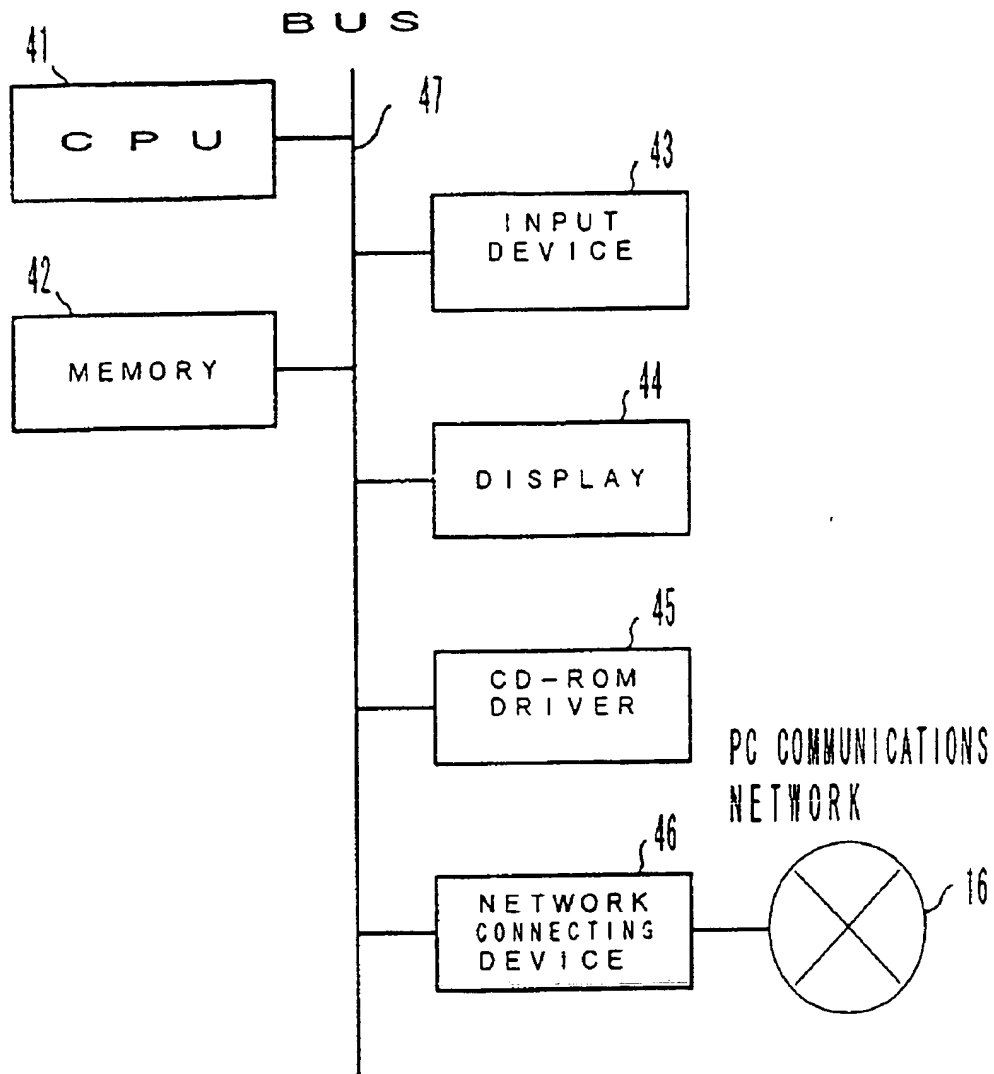 BUS
41
CPU
47
43
INPUT
DEVICE
42
MEMORY
44
DISPLAY
45
CD-ROM
DRIVER
PC COMMUNICATIONS
NETWORK
46
NETWORK
CONNECTING
DEVICE
16